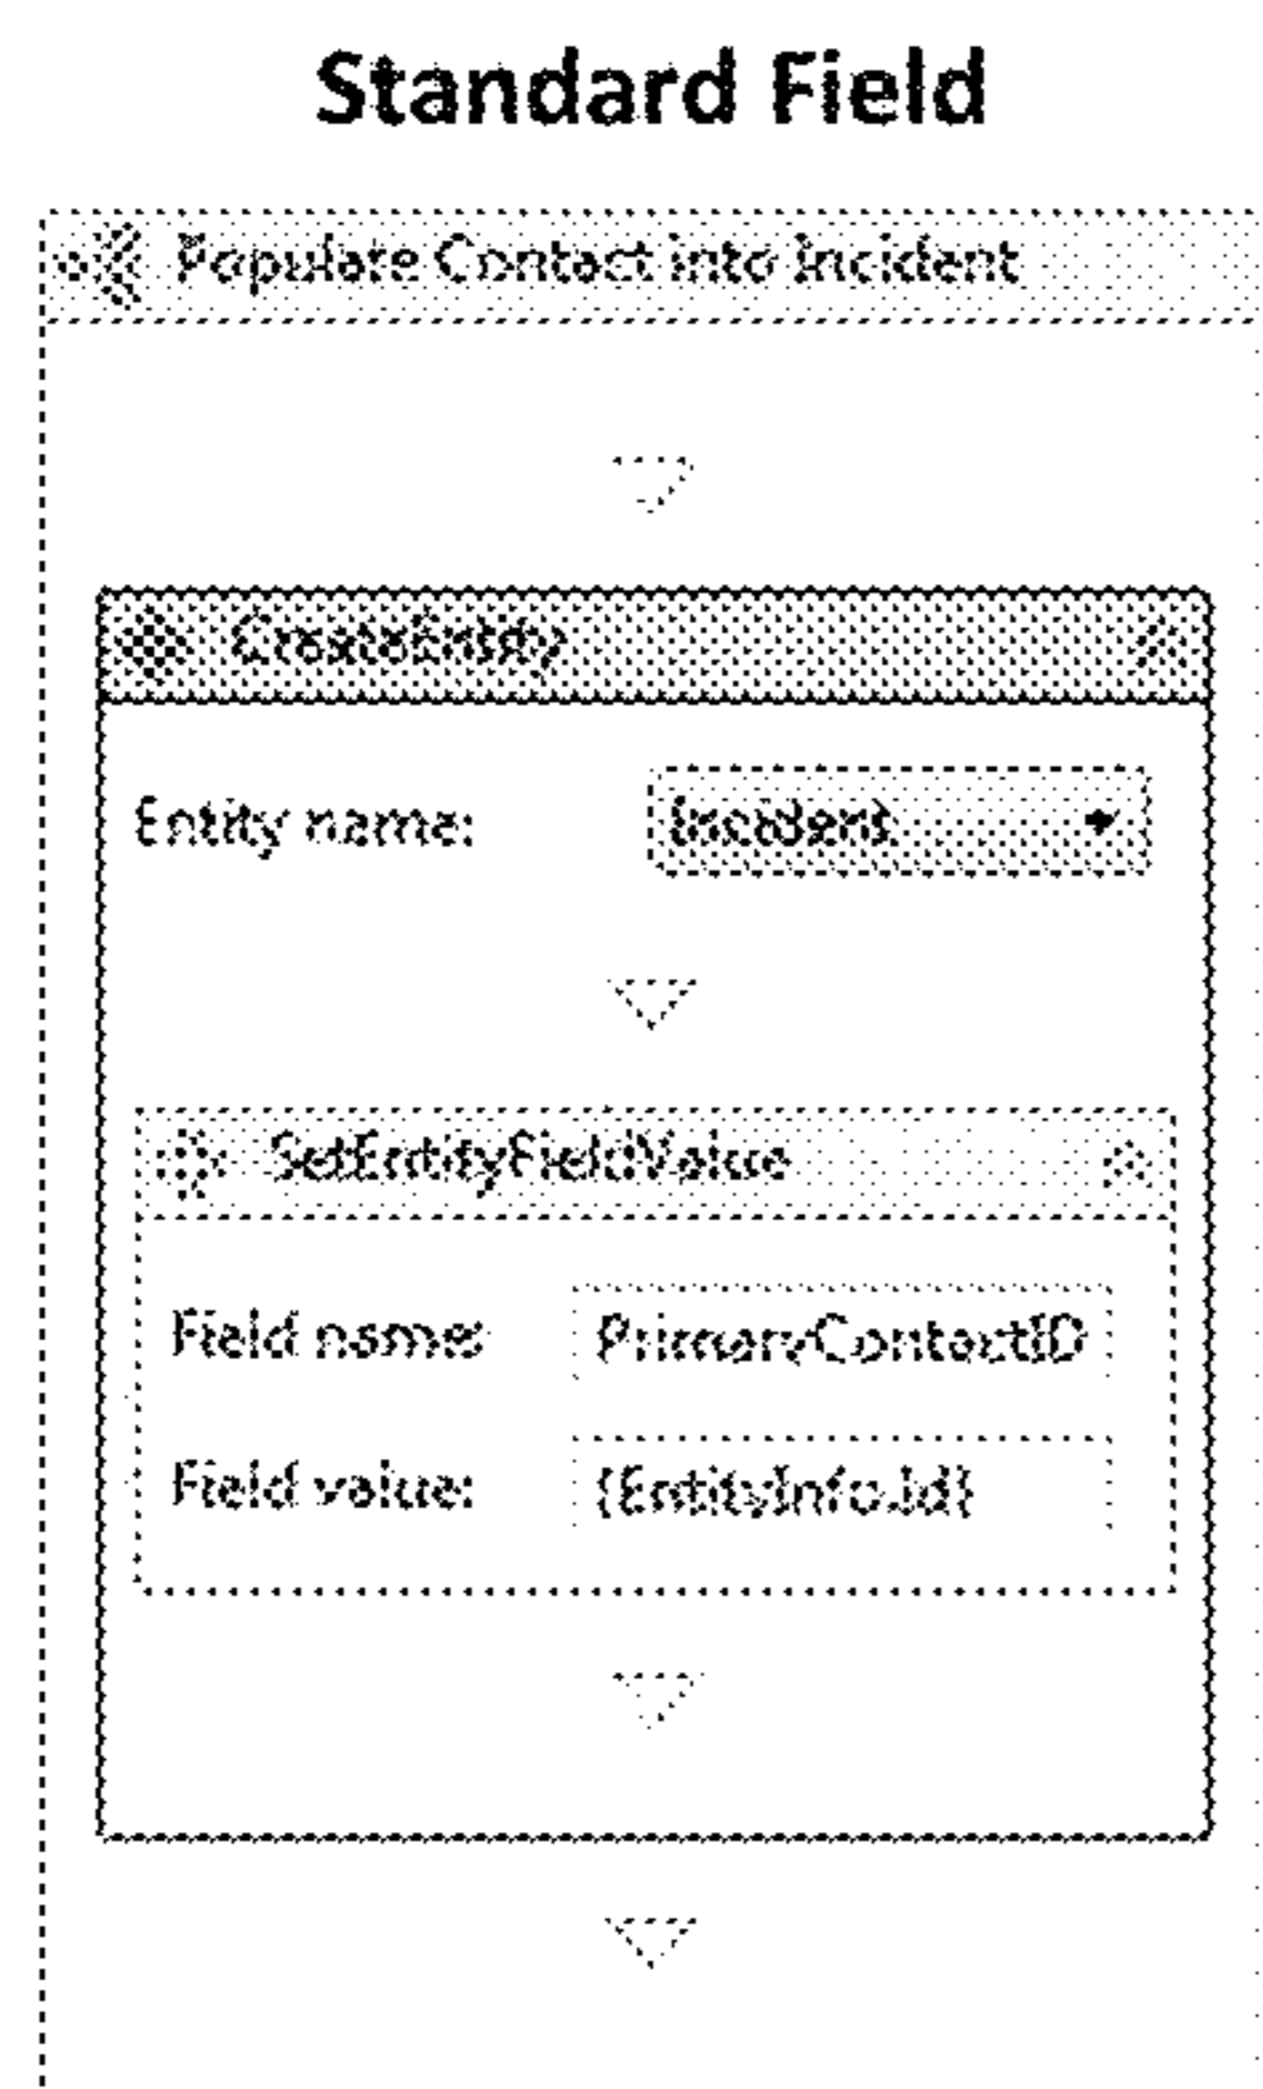 Standard Field
Populate Contact into Incident
CreateEntity
Entity name: Incident
SetEntityFieldValue
Field name: PrimaryContactID
Field value: {EntityInfo.Id}